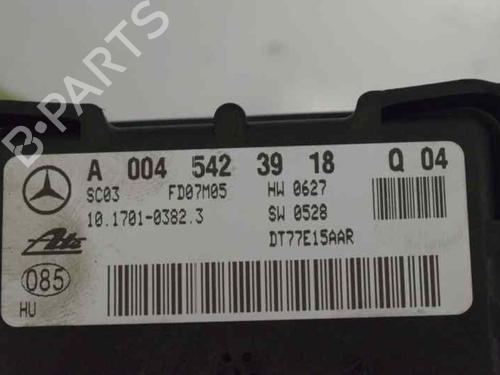 B-PARTS
A 004 542 39 18 Q 04
SC03 FD07M05 HW 0627
10.1701-0382.3 SW 0528
Ate DT77E15AAR
085
HU